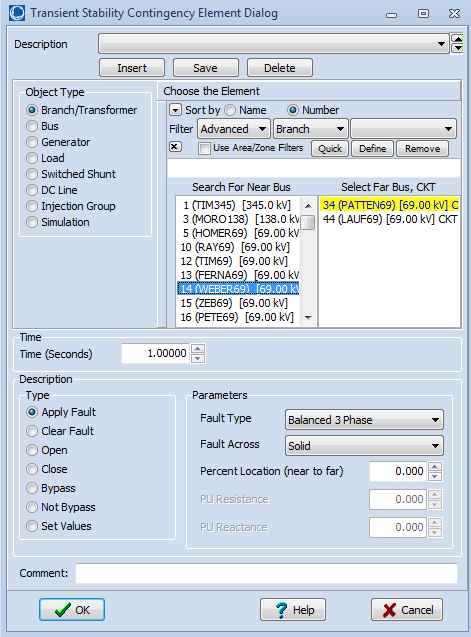 Transient Stability Contingency Element Dialog
Description
Insert Save Delete
Object Type
Branch/Transformer
Bus
Generator
Load
Switched Shunt
DC Line
Injection Group
Simulation
Choose the Element
Sort by Name Number
Filter Advanced Branch
Use Area/Zone Filters Quick Define Remove
Search For Near Bus
1 (TIM345) [345.0 kV
3 (MORO138) [138.0 kV
5 (HOMER69) [69.00 kV
10 (RAY69) [69.00 kV
12 (TIM69) [69.00 kV
13 (FERNA69) [69.00 kV
14 (WEBER69) [69.00 kV
15 (ZEB69) [69.00 kV]
16 (PETE69) [69.00 kV]
Select Far Bus, CKT
34 (PATTEN69) [69.00 kV] C
44 (LAUF69) [69.00 kV] CKT
Time
Time (Seconds) 1.00000
Description
Type
Apply Fault
Clear Fault
Open
Close
Bypass
Not Bypass
Set Values
Parameters
Fault Type Balanced 3 Phase
Fault Across Solid
Percent Location (near to far) 0.000
PU Resistance 0.000
PU Reactance 0.000
Comment:
OK ? Help Cancel